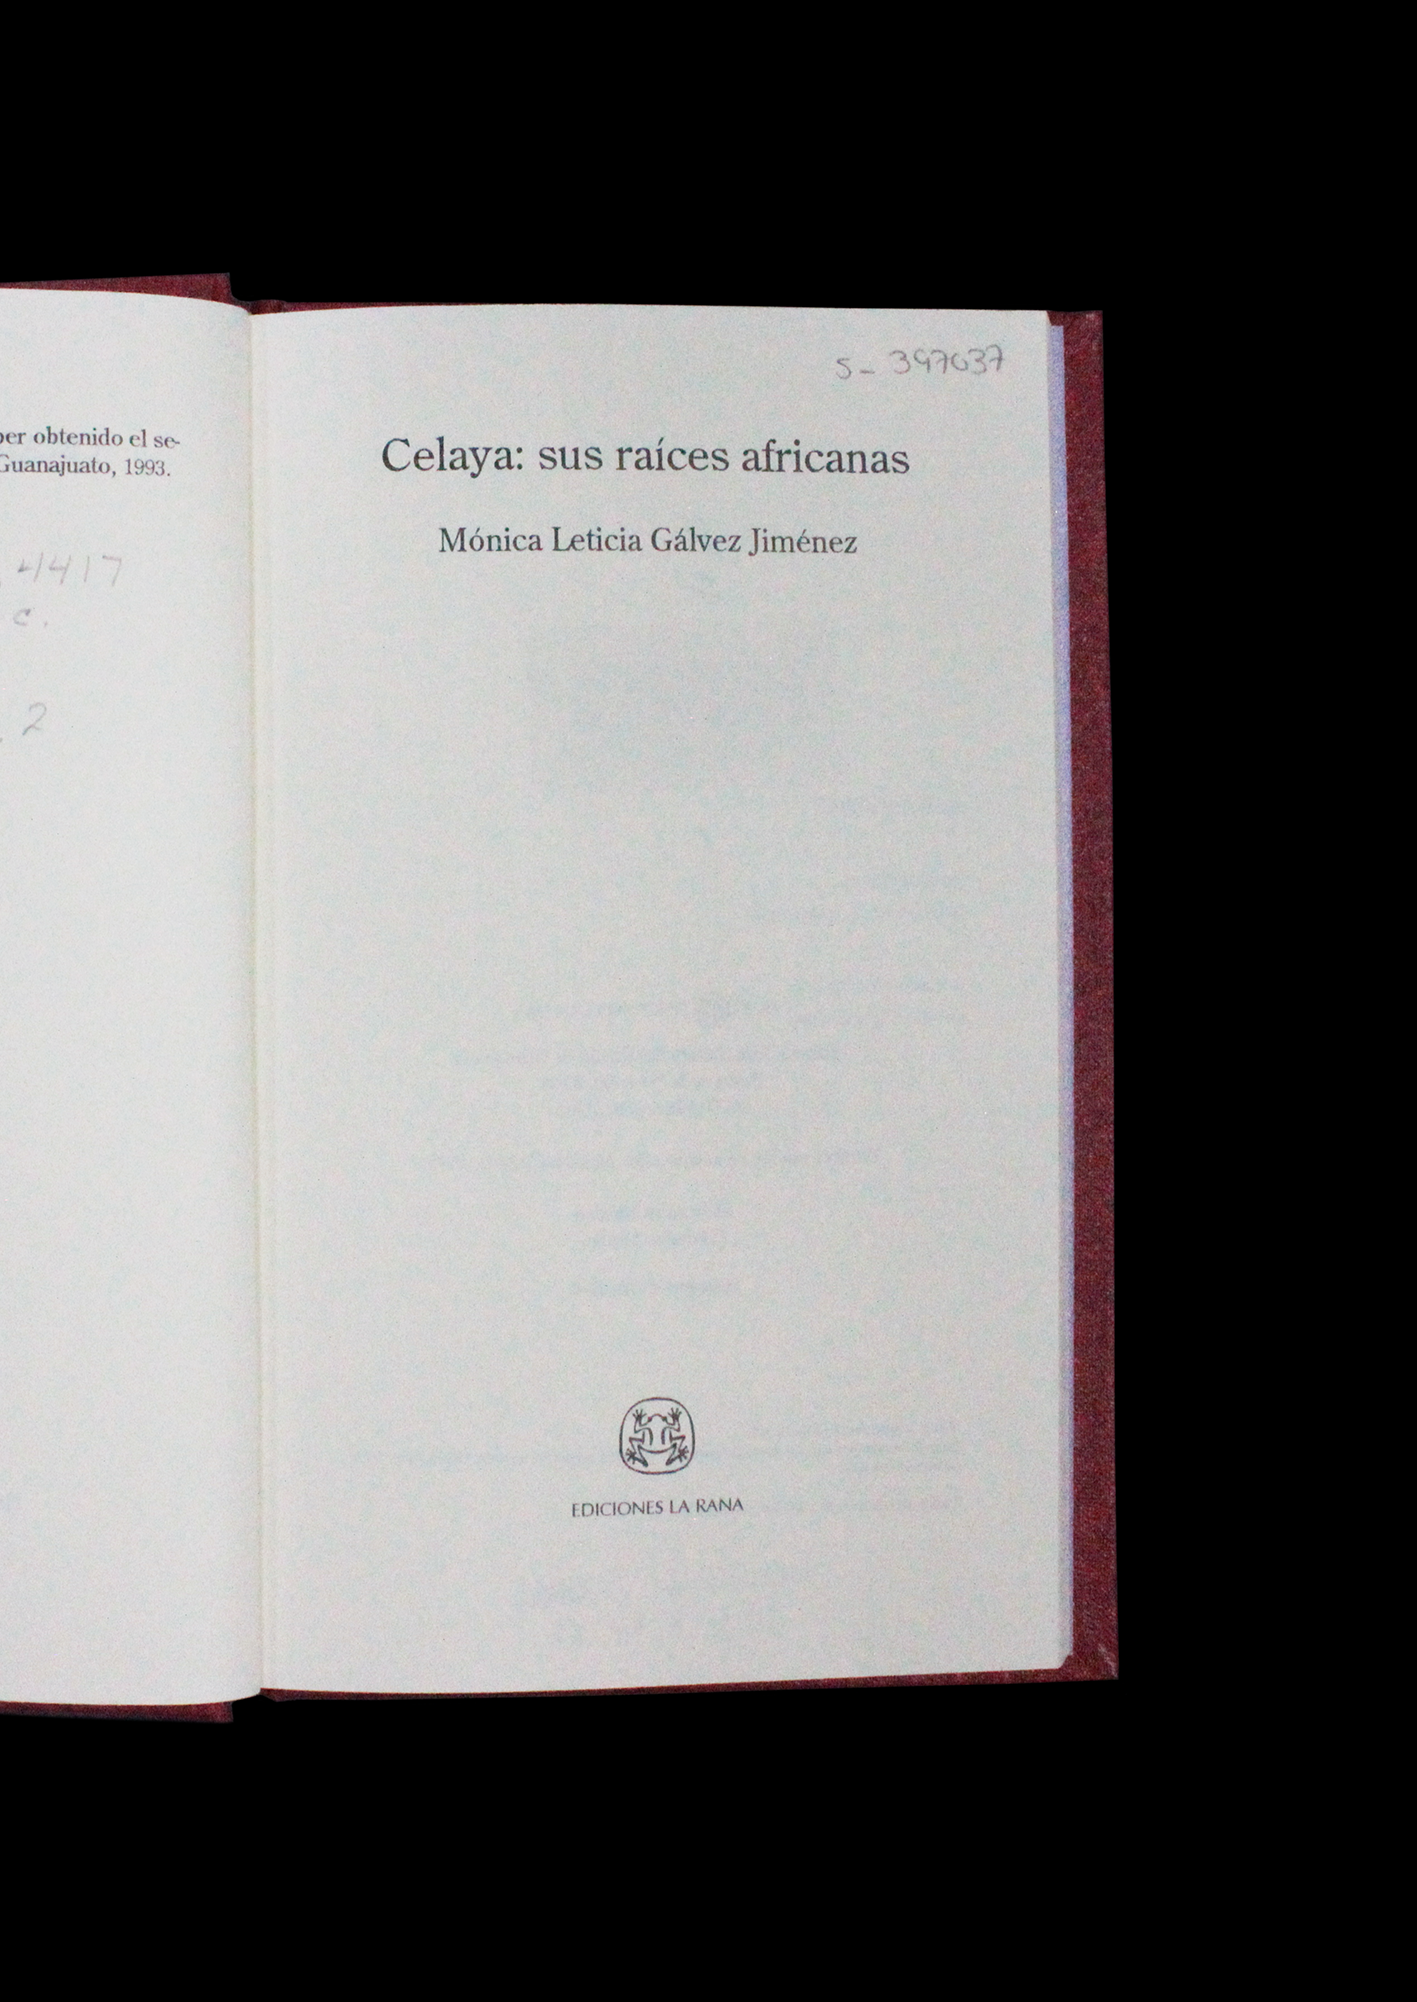 obtenido el se-
Guanajuato, 1993.
4417
c.
2
S- 397037
Celaya: sus raíces africanas
Mónica Leticia Gálvez Jiménez
EDICIONES LA RANA